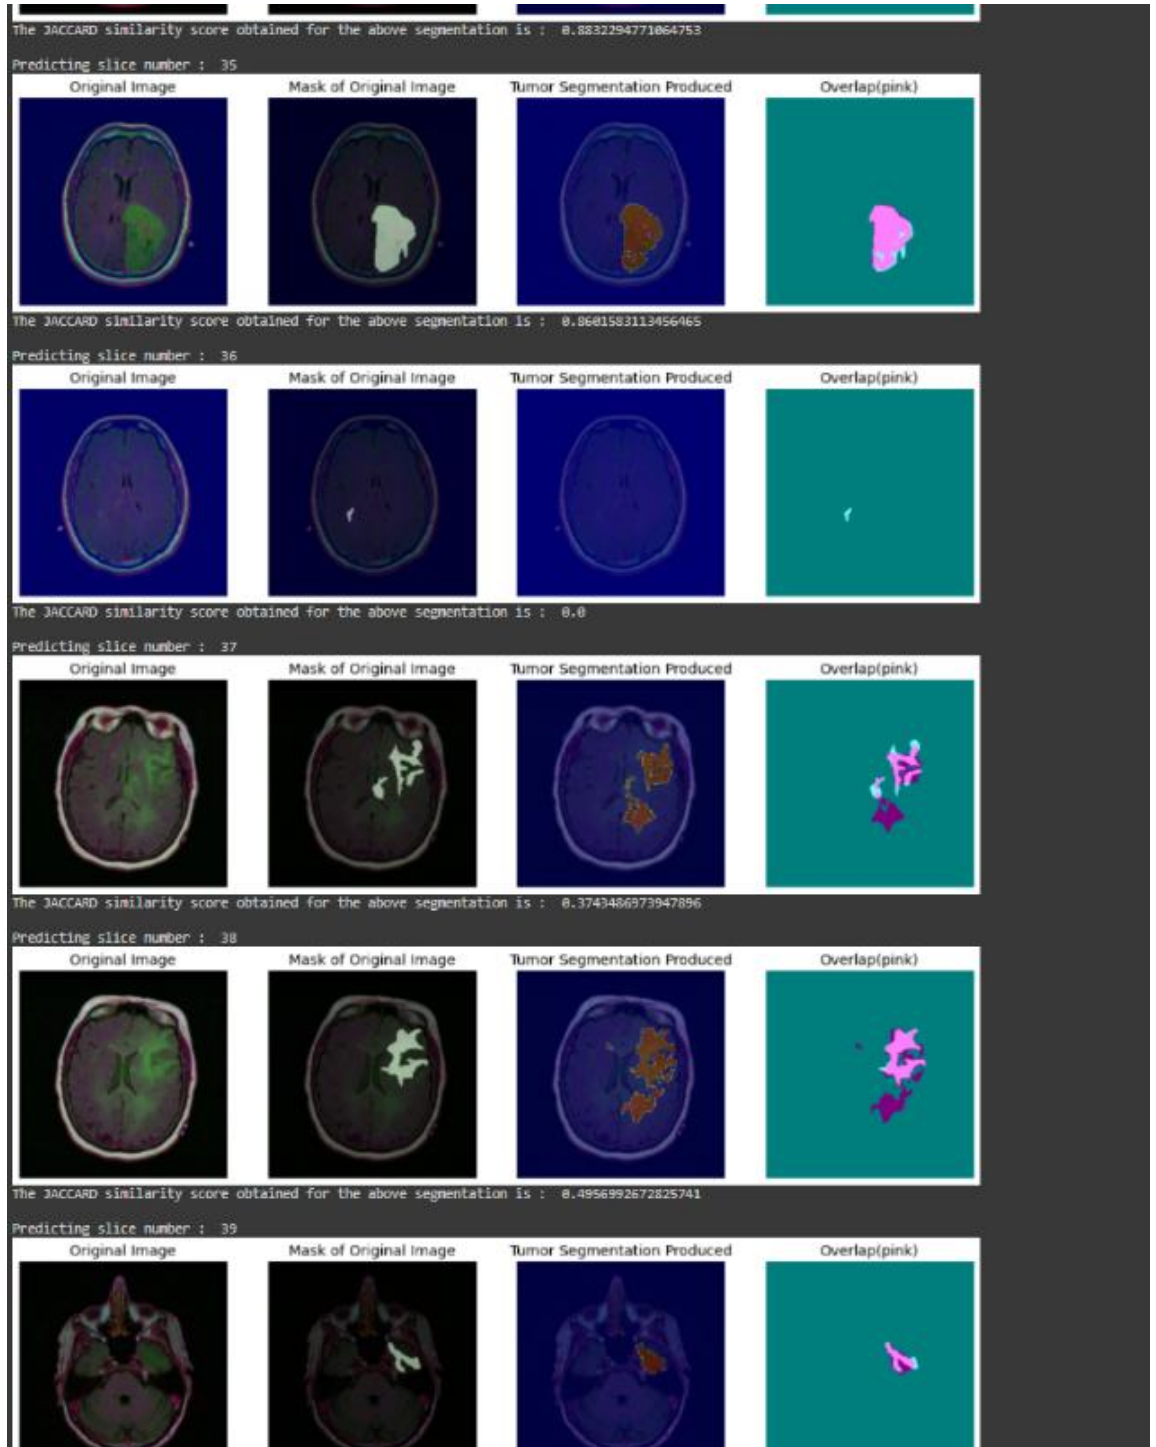 The JACCARD similarity score obtained for the above segmentation is :  0.8832294771064753
Predicting slice number :  35
Original Image Mask of Original Image Tumor Segmentation Produced Overlap(pink)
The JACCARD similarity score obtained for the above segmentation is :  0.8601583113456465
Predicting slice number :  36
Original Image Mask of Original Image Tumor Segmentation Produced Overlap(pink)
The JACCARD similarity score obtained for the above segmentation is :  0.0
Predicting slice number :  37
Original Image Mask of Original Image Tumor Segmentation Produced Overlap(pink)
The JACCARD similarity score obtained for the above segmentation is :  0.3743486973947896
Predicting slice number :  38
Original Image Mask of Original Image Tumor Segmentation Produced Overlap(pink)
The JACCARD similarity score obtained for the above segmentation is :  0.4956992672825741
Predicting slice number :  39
Original Image Mask of Original Image Tumor Segmentation Produced Overlap(pink)